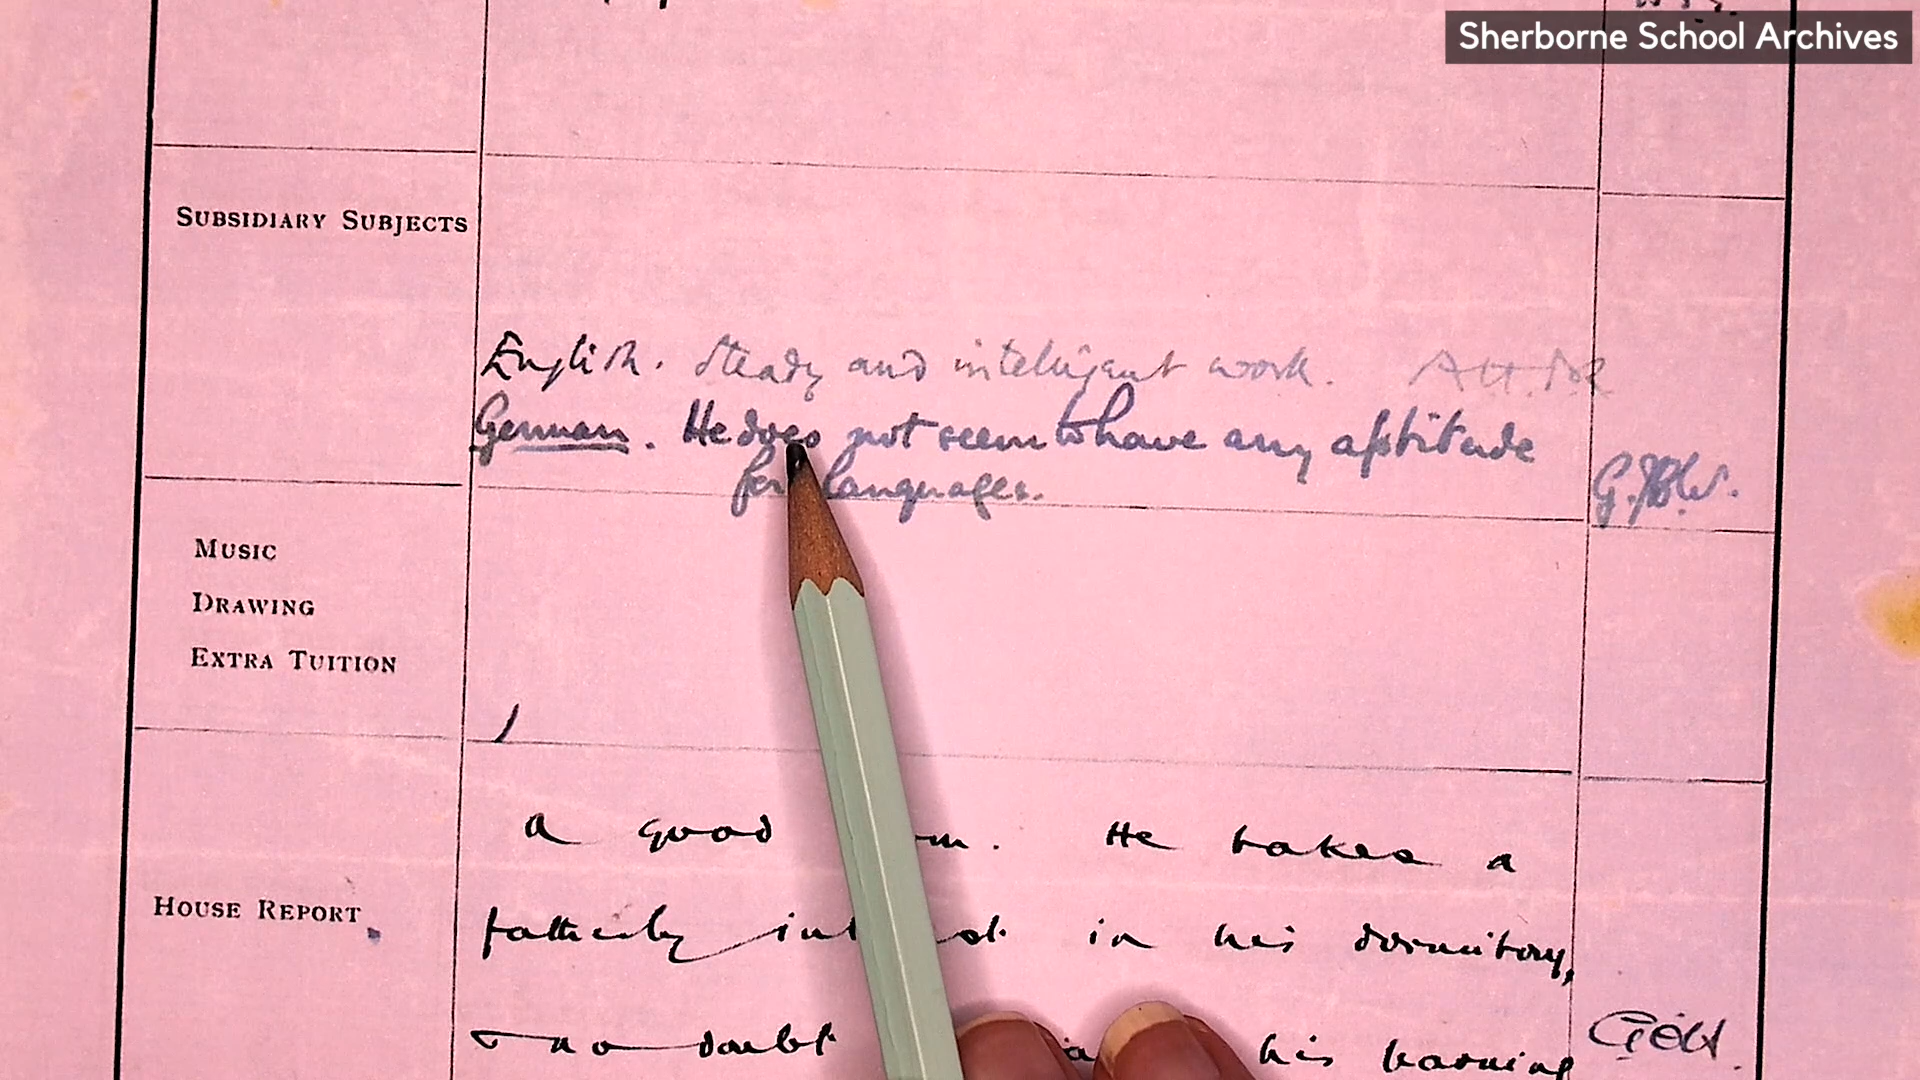 Sherborne School Archives
SUBSIDIARY SUBJECTS
English. Steady and intelligent work.
German. He does not seem to have any aptitude
for languages.
MUSIC
DRAWING
EXTRA TUITION
a good. He takes a
fatherly in his dormitory,
no doubt his
HOUSE REPORT